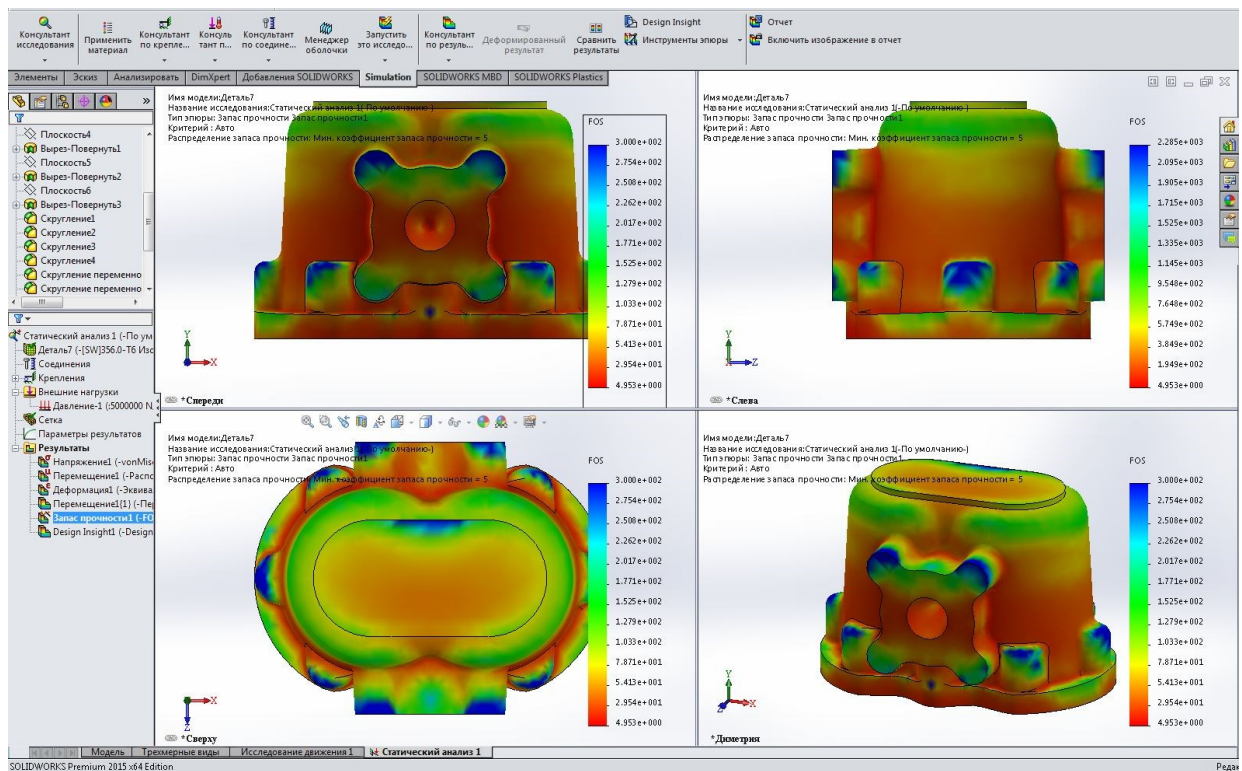 Консультант исследования
Применить материал
Консультант по крепле...
Консуль тант п...
Консультант по соедине...
Менеджер оболочки
Запустить это исследо...
Консультант по резуль...
Деформированный результат
Сравнить результаты
Design Insight
Инструменты эпюры
Отчет
Включить изображение в отчет
Элементы Эскиз Анализировать DimXpert Добавления SOLIDWORKS Simulation SOLIDWORKS MBD SOLIDWORKS Plastics
Плоскость4
Вырез-Повернуть1
Плоскость5
Вырез-Повернуть2
Плоскость6
Вырез-Повернуть3
Скругление1
Скругление2
Скругление3
Скругление4
Скругление переменно
Скругление переменно
Статический анализ 1 (-По ум
Деталь7 (-[SW]356.0-T6 Изс
Соединения
Крепления
Внешние нагрузки
Давление-1 (:5000000 N
Сетка
Параметры результатов
Результаты
Напряжение1 (-vonMis
Перемещение1 (-Распо
Деформация1 (-Эквива
Перемещение1(1) (-Пе
Запас прочности1 (-FO
Design Insight1 (-Design
Имя модели:Деталь7
Название исследования:Статический анализ 1(-По умолчанию-)
Тип эпюры: Запас прочности Запас прочности1
Критерий : Авто
Распределение запаса прочности: Мин. коэффициент запаса прочности = 5
FOS
3.000e+002
2.754e+002
2.508e+002
2.262e+002
2.017e+002
1.771e+002
1.525e+002
1.279e+002
1.033e+002
7.871e+001
5.413e+001
2.954e+001
4.953e+000
Y
X
*Спереди
Имя модели:Деталь7
Название исследования:Статический анализ 1(-По умолчанию-)
Тип эпюры: Запас прочности Запас прочности1
Критерий : Авто
Распределение запаса прочности: Мин. коэффициент запаса прочности = 5
FOS
2.285e+003
2.095e+003
1.905e+003
1.715e+003
1.525e+003
1.335e+003
1.145e+003
9.548e+002
7.648e+002
5.749e+002
3.849e+002
1.949e+002
4.953e+000
Y
Z
*Слева
Имя модели:Деталь7
Название исследования:Статический анализ 1(-По умолчанию-)
Тип эпюры: Запас прочности Запас прочности1
Критерий : Авто
Распределение запаса прочности: Мин. коэффициент запаса прочности = 5
FOS
3.000e+002
2.754e+002
2.508e+002
2.262e+002
2.017e+002
1.771e+002
1.525e+002
1.279e+002
1.033e+002
7.871e+001
5.413e+001
2.954e+001
4.953e+000
X
Z
*Сверху
Имя модели:Деталь7
Название исследования:Статический анализ 1(-По умолчанию-)
Тип эпюры: Запас прочности Запас прочности1
Критерий : Авто
Распределение запаса прочности: Мин. коэффициент запаса прочности = 5
FOS
3.000e+002
2.754e+002
2.508e+002
2.262e+002
2.017e+002
1.771e+002
1.525e+002
1.279e+002
1.033e+002
7.871e+001
5.413e+001
2.954e+001
4.953e+000
Y
Z
X
*Диметрия
Модель Трехмерные виды Исследование движения 1 Статический анализ 1
SOLIDWORKS Premium 2015 x64 Edition
Редак